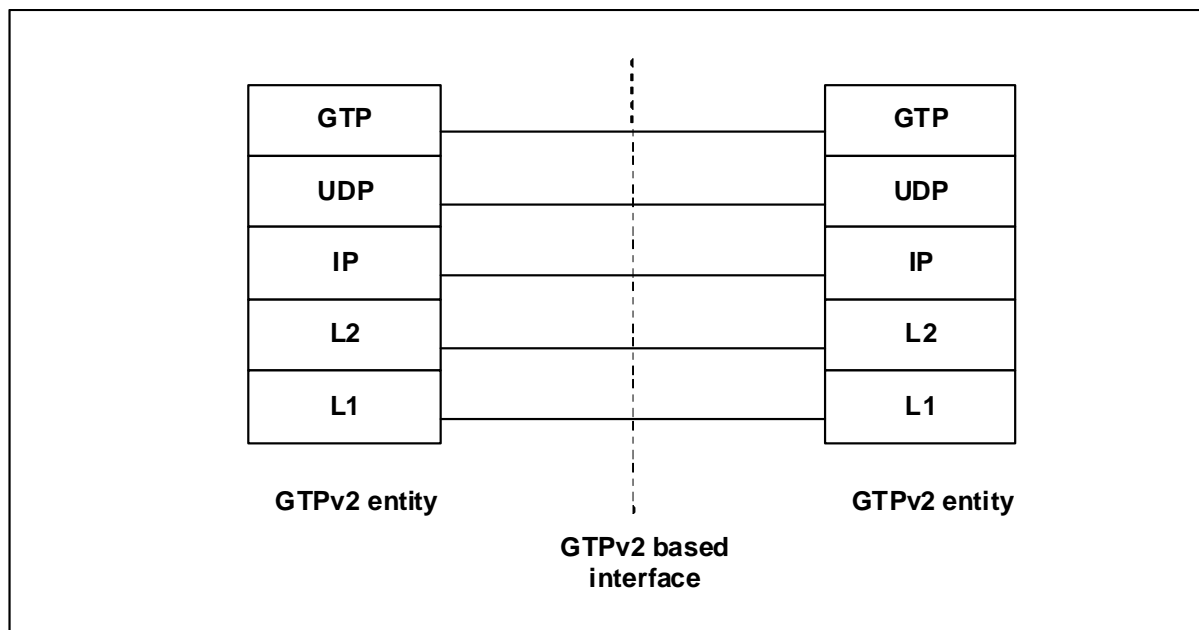 GTP
GTP
UDP
UDP
IP
IP
L2
L2
L1
L1
GTPv2 entity
GTPv2 entity
GTPv2 based
interface